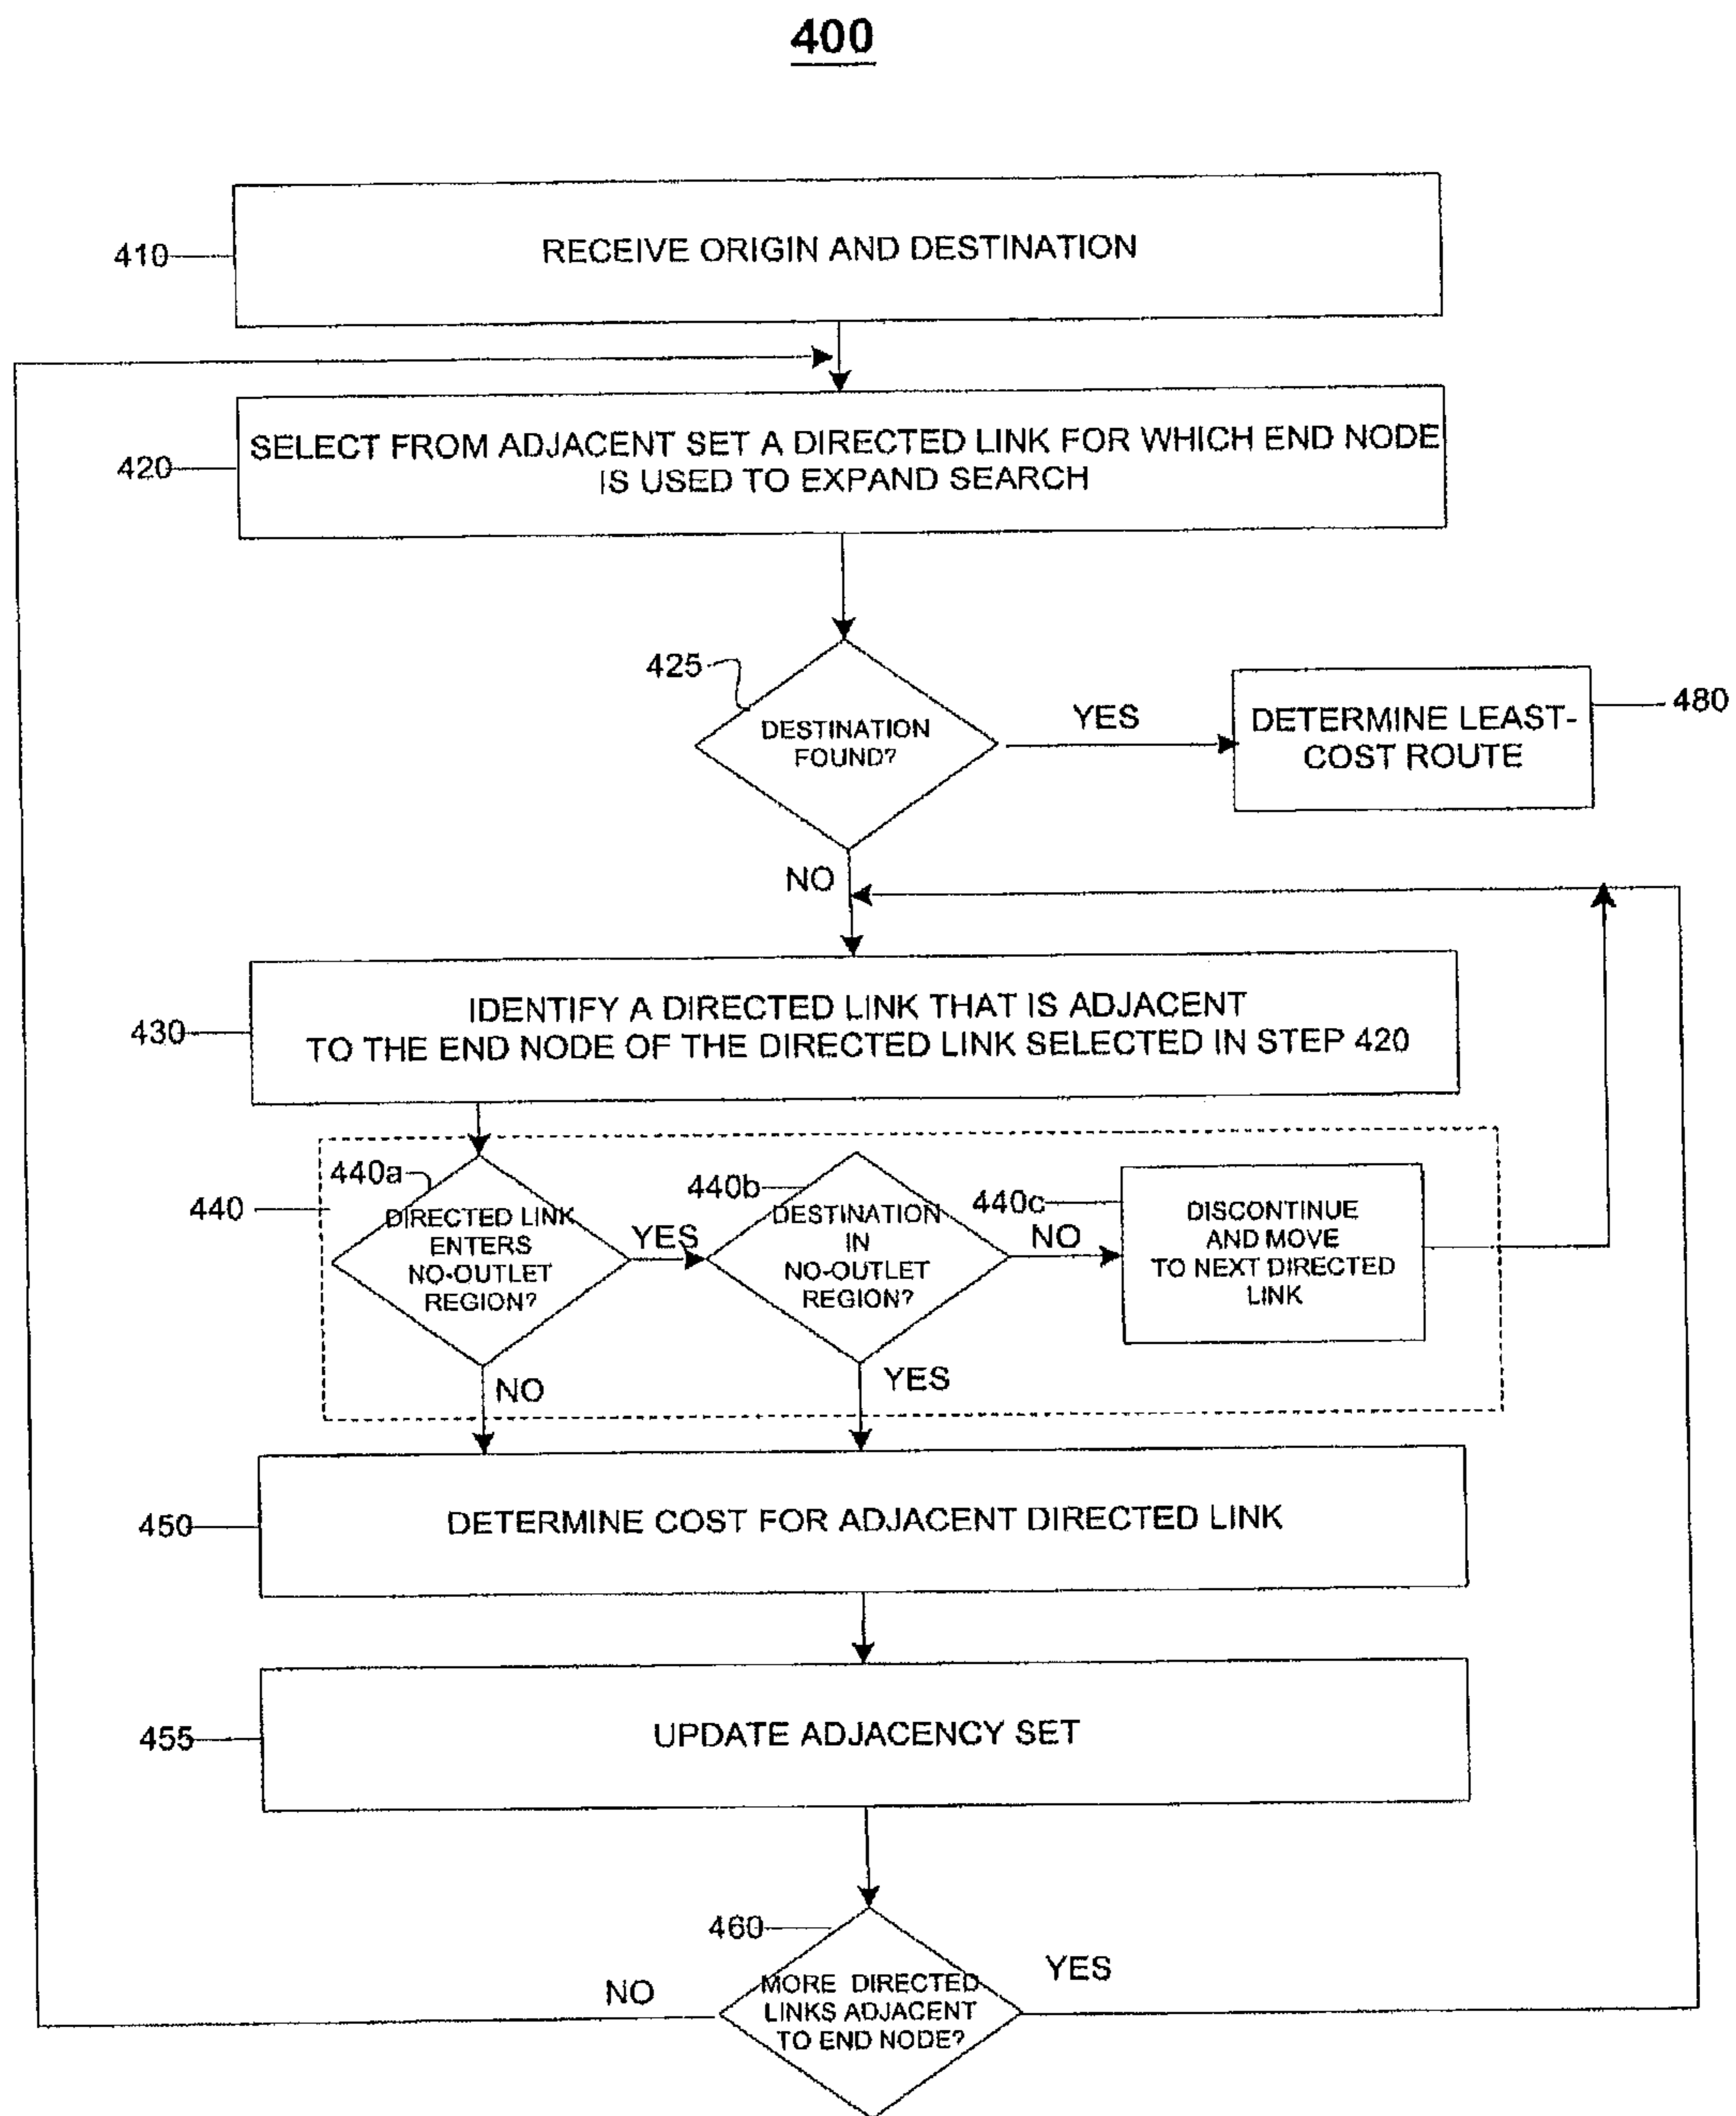 400
410
RECEIVE ORIGIN AND DESTINATION
420
SELECT FROM ADJACENT SET A DIRECTED LINK FOR WHICH END NODE
IS USED TO EXPAND SEARCH
425
DESTINATION
FOUND?
YES
DETERMINE LEAST-
COST ROUTE
480
NO
430
IDENTIFY A DIRECTED LINK THAT IS ADJACENT
TO THE END NODE OF THE DIRECTED LINK SELECTED IN STEP 420
440
440a
DIRECTED LINK
ENTERS
NO-OUTLET
REGION?
YES
440b
DESTINATION
IN
NO-OUTLET
REGION?
NO
440c
DISCONTINUE
AND MOVE
TO NEXT DIRECTED
LINK
NO
YES
450
DETERMINE COST FOR ADJACENT DIRECTED LINK
455
UPDATE ADJACENCY SET
460
MORE DIRECTED
LINKS ADJACENT
TO END NODE?
NO
YES